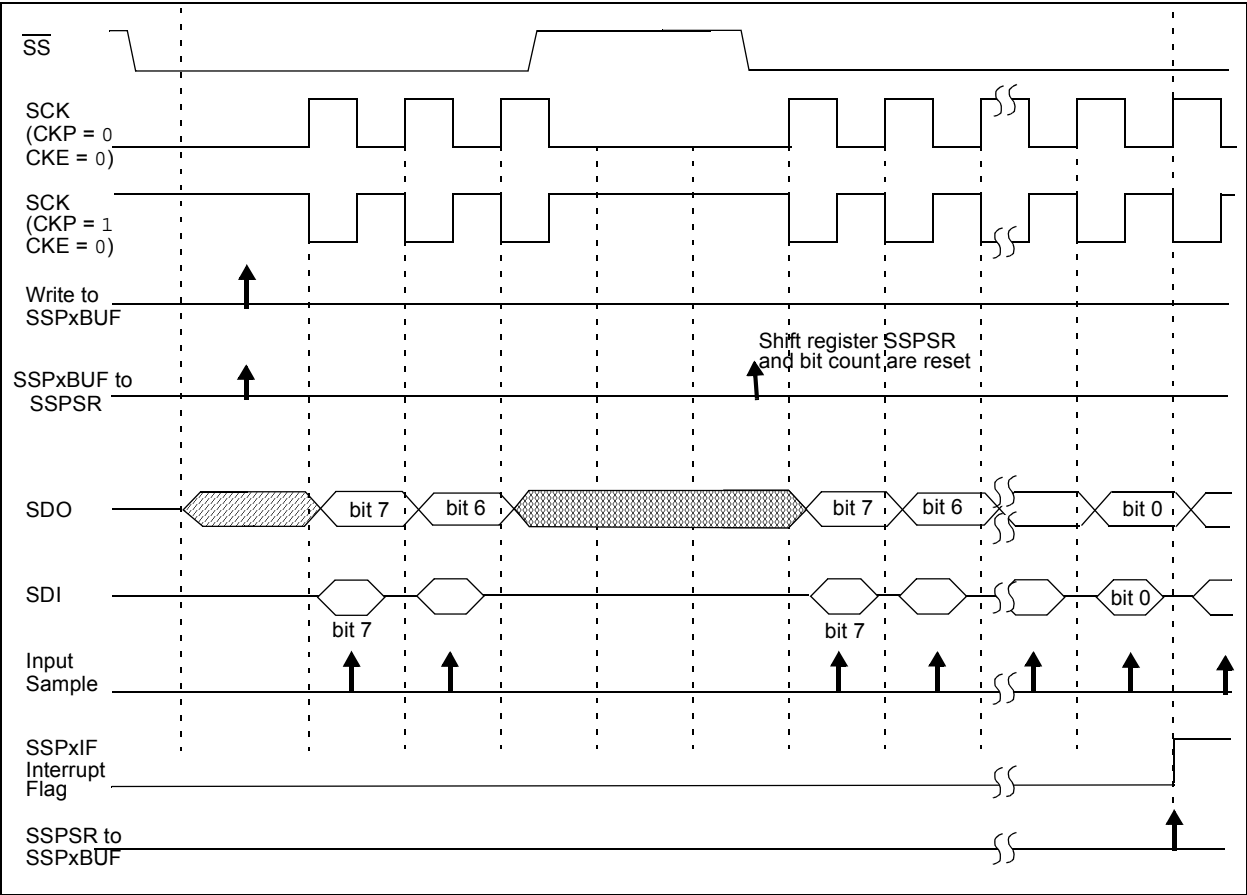 SS
SCK
(CKP = 0
CKE = 0)
SCK
(CKP = 1
CKE = 0)
Write to
SSPxBUF
Shift register SSPSR
and bit count are reset
SSPxBUF to
SSPSR
SDO
bit 7
bit 6
bit 7
bit 6
bit 0
SDI
bit 0
bit 7
bit 7
Input
Sample
SSPxIF
Interrupt
Flag
SSPSR to
SSPxBUF